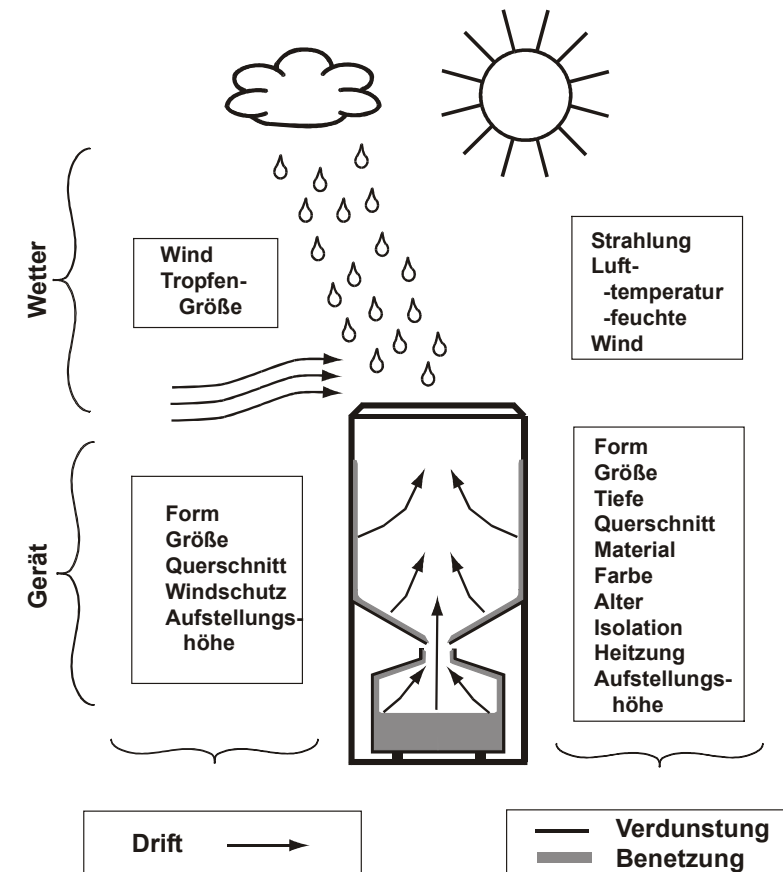 Wetter
Wind
Tropfen-
Größe
Strahlung
Luft-
-temperatur
-feuchte
Wind
Gerät
Form
Größe
Querschnitt
Windschutz
Aufstellungs-
höhe
Form
Größe
Tiefe
Querschnitt
Material
Farbe
Alter
Isolation
Heitzung
Aufstellungs-
höhe
Drift
Verdunstung
Benetzung